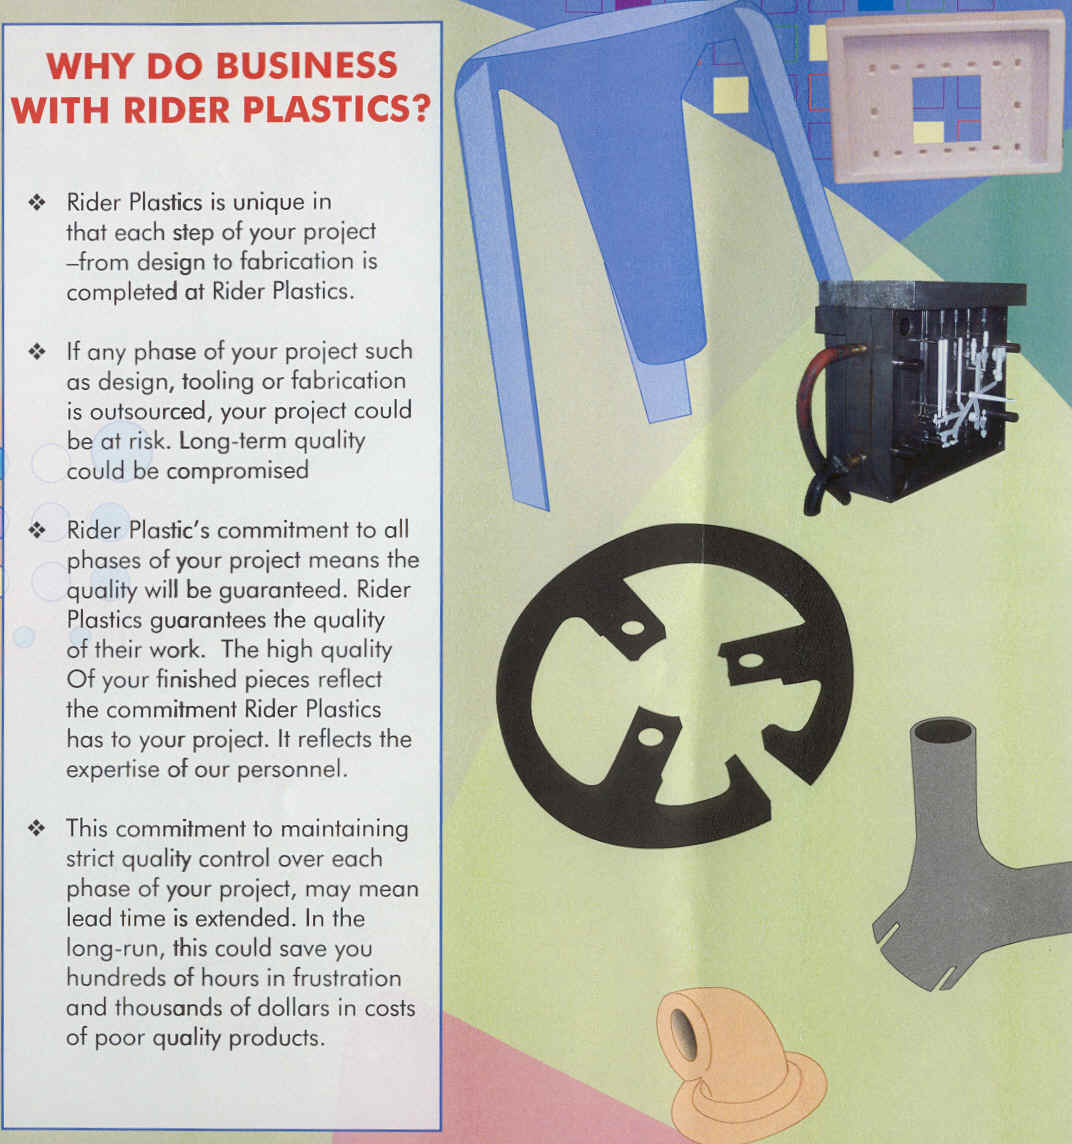 WHY DO BUSINESS
WITH RIDER PLASTICS?
❖ Rider Plastics is unique in
that each step of your project
–from design to fabrication is
completed at Rider Plastics.
❖ If any phase of your project such
as design, tooling or fabrication
is outsourced, your project could
be at risk. Long-term quality
could be compromised
❖ Rider Plastic's commitment to all
phases of your project means the
quality will be guaranteed. Rider
Plastics guarantees the quality
of their work.  The high quality
Of your finished pieces reflect
the commitment Rider Plastics
has to your project. It reflects the
expertise of our personnel.
❖ This commitment to maintaining
strict quality control over each
phase of your project, may mean
lead time is extended. In the
long-run, this could save you
hundreds of hours in frustration
and thousands of dollars in costs
of poor quality products.